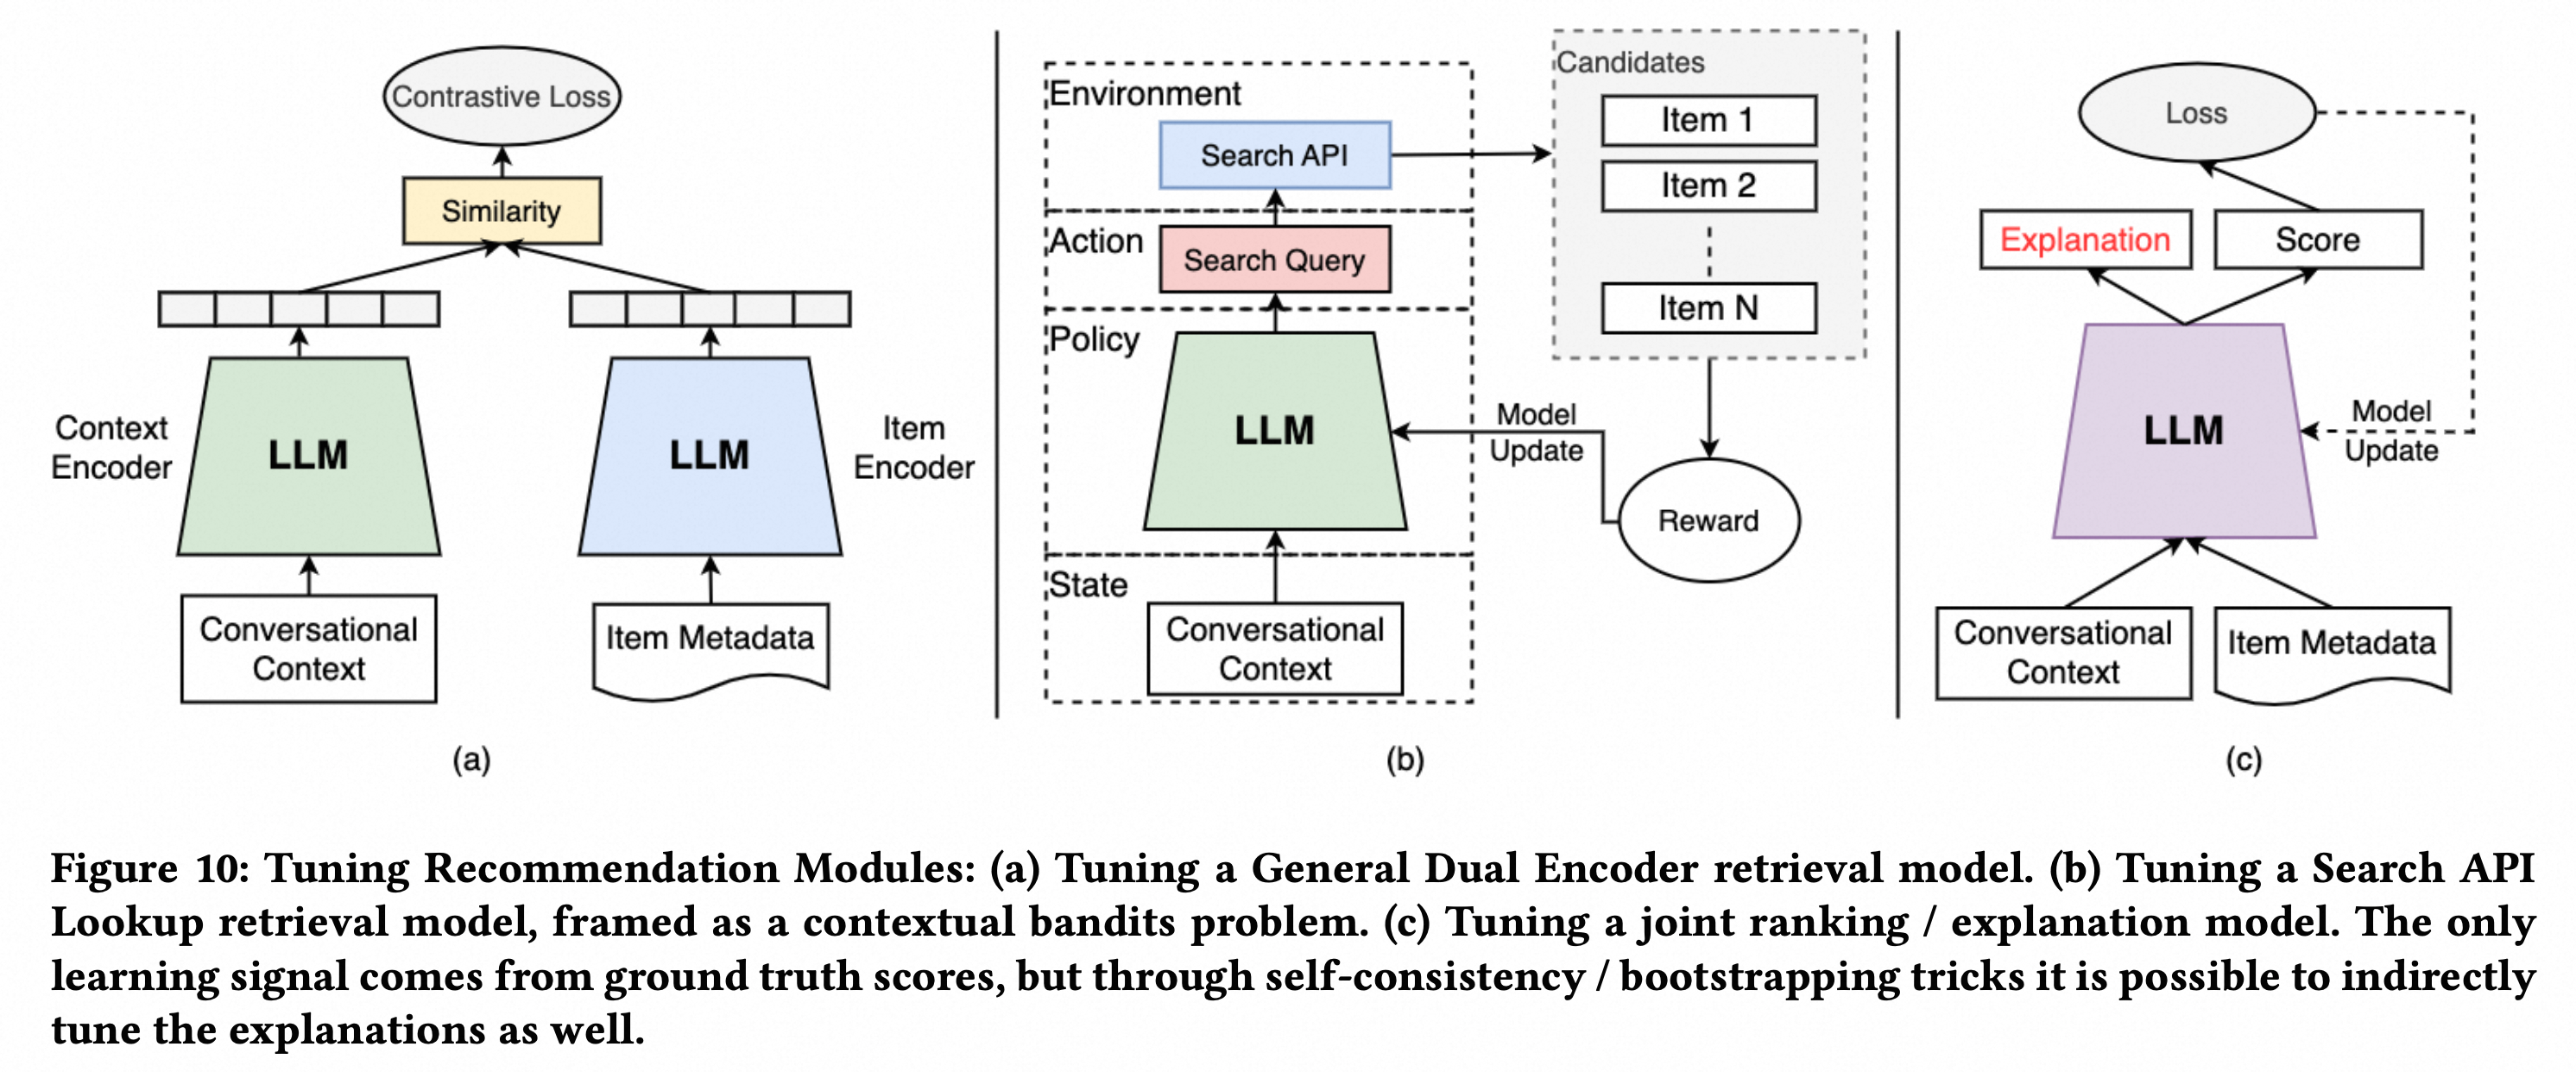 Contrastive Loss
Similarity
Context
Encoder
LLM
LLM
Item
Encoder
Conversational
Context
Item Metadata
(a)
Environment
Search API
Action
Search Query
Policy
LLM
State
Conversational
Context
Candidates
Item 1
Item 2
Item N
Model
Update
Reward
(b)
Loss
Explanation
Score
LLM
Model
Update
Conversational
Context
Item Metadata
(c)
Figure 10: Tuning Recommendation Modules: (a) Tuning a General Dual Encoder retrieval model. (b) Tuning a Search API
Lookup retrieval model, framed as a contextual bandits problem. (c) Tuning a joint ranking / explanation model. The only
learning signal comes from ground truth scores, but through self-consistency / bootstrapping tricks it is possible to indirectly
tune the explanations as well.